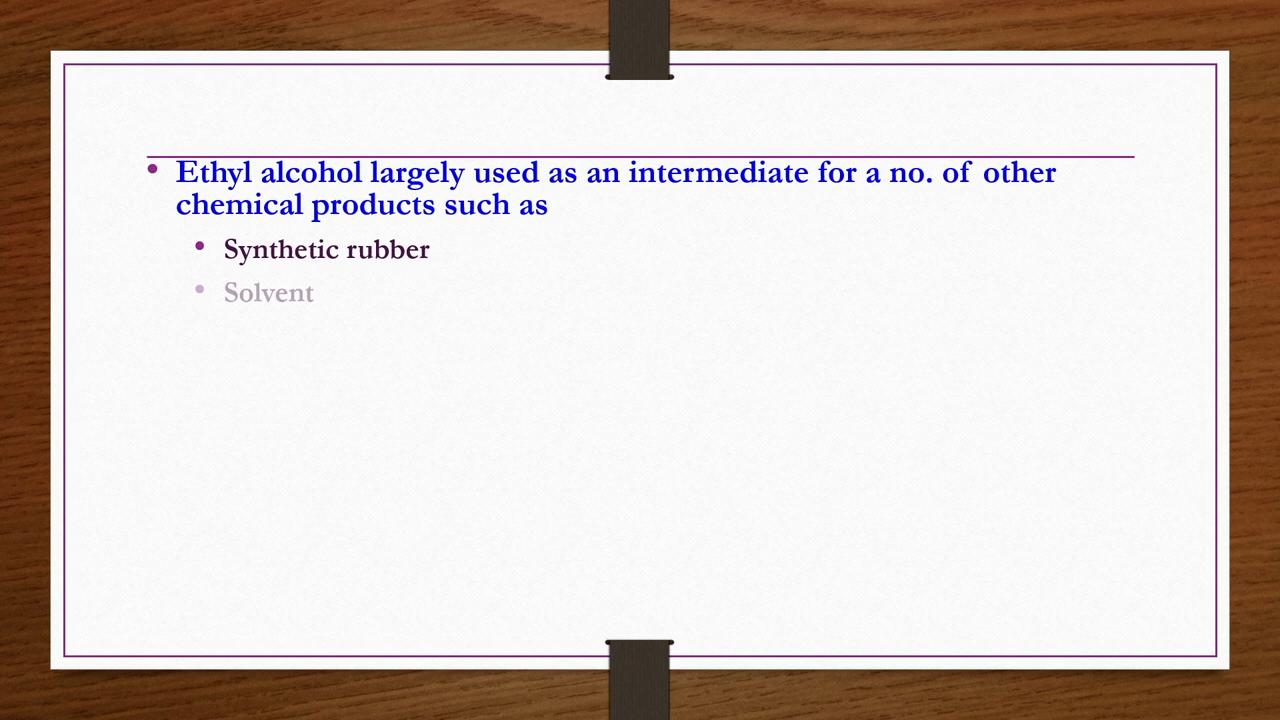 • Ethyl alcohol largely used as an intermediate for a no. of other
chemical products such as
• Synthetic rubber
• Solvent